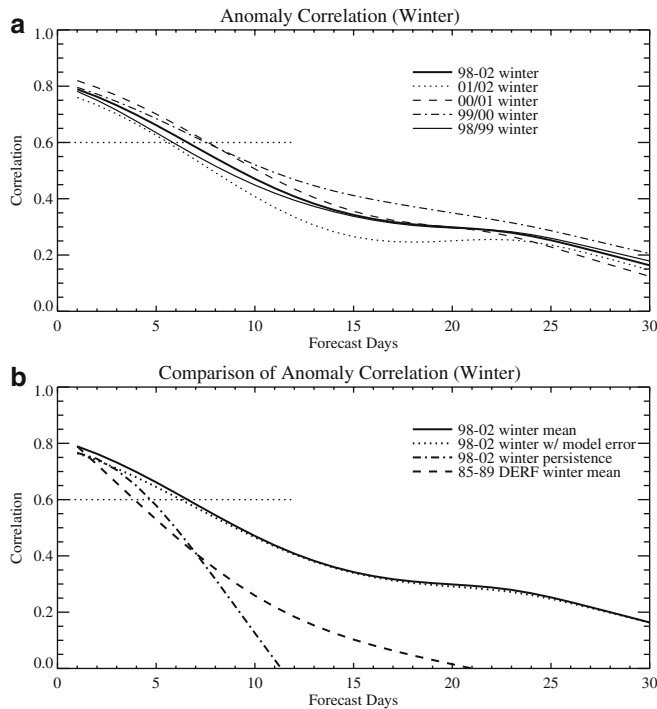 a
Anomaly Correlation (Winter)
1.0
0.8
0.6
0.4
0.2
0.0
Correlation
98-02 winter
01/02 winter
00/01 winter
99/00 winter
98/99 winter
0 5 10 15 20 25 30
Forecast Days
b
Comparison of Anomaly Correlation (Winter)
1.0
0.8
0.6
0.4
0.2
0.0
Correlation
98-02 winter mean
98-02 winter w/ model error
98-02 winter persistence
85-89 DERF winter mean
0 5 10 15 20 25 30
Forecast Days